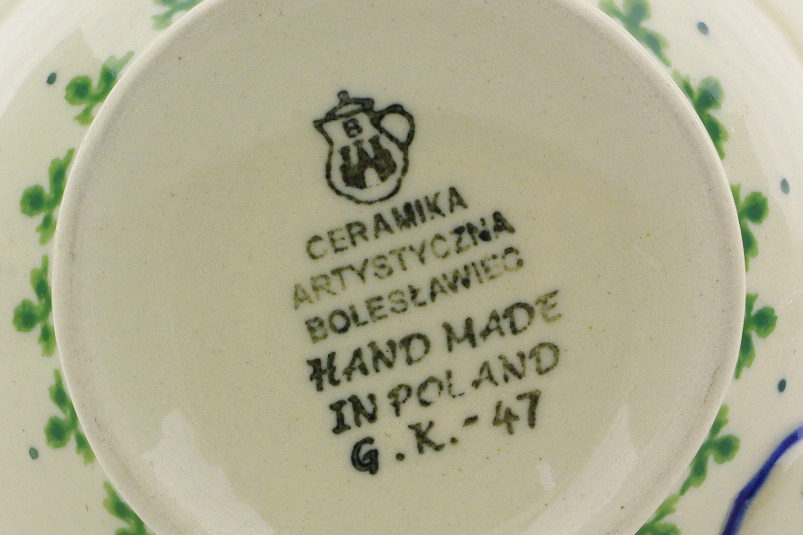 B
CERAMIKA
ARTYSTYCZNA
BOLESŁAWIEC
HAND MADE
IN POLAND
G.K.-47